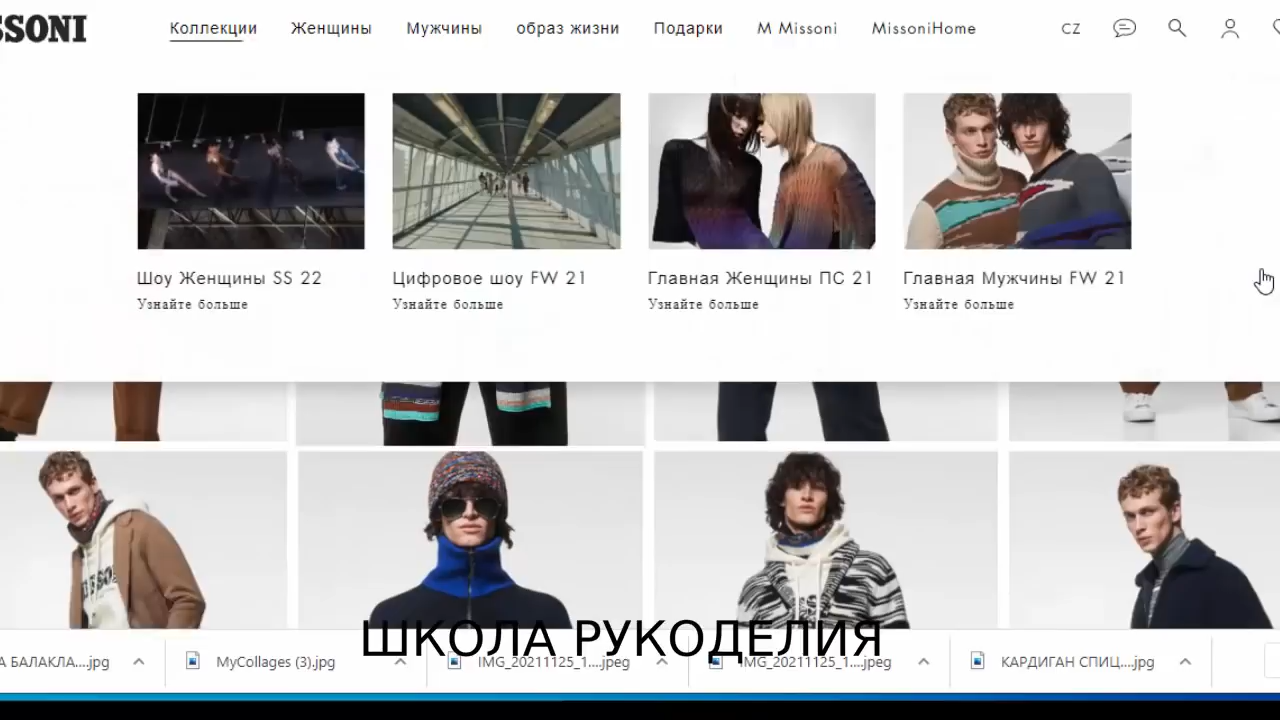 SSONI
Коллекции Женщины Мужчины образ жизни Подарки M Missoni MissoniHome CZ
Шоу Женщины SS 22 Цифровое шоу FW 21 Главная Женщины ПС 21 Главная Мужчины FW 21
Узнайте больше Узнайте больше Узнайте больше Узнайте больше
ШКОЛА РУКОДЕЛИЯ
А БАЛАКЛА....jpg MyCollages (3).jpg IMG_20211125_1....jpeg IMG_20211125_1....jpeg КАРДИГАН СПИЦ....jpg